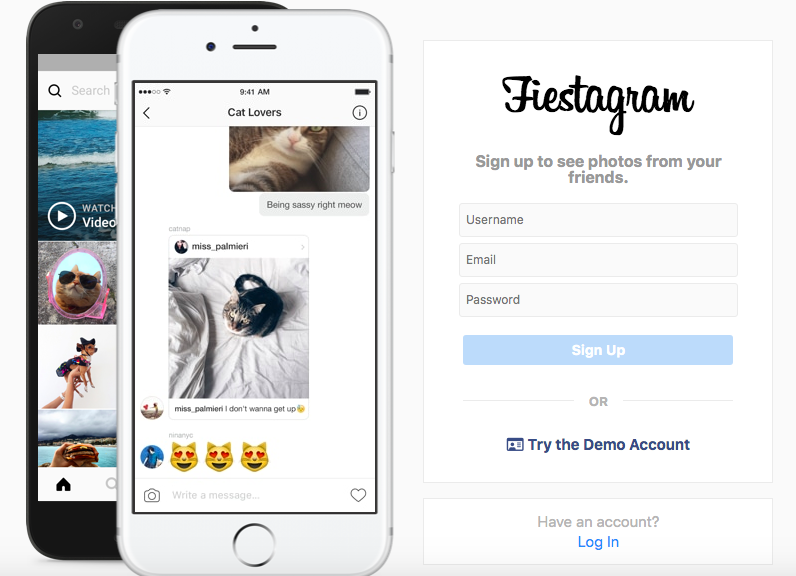 Search
WATCH
Video
9:41 AM
Cat Lovers
Being sassy right meow
catnap
miss_palmieri
miss_palmieri I don't wanna get up😴
ninanyc
😻 😻 😻
Write a message...
Fiestagram
Sign up to see photos from your
friends.
Username
Email
Password
Sign Up
OR
Try the Demo Account
Have an account?
Log In